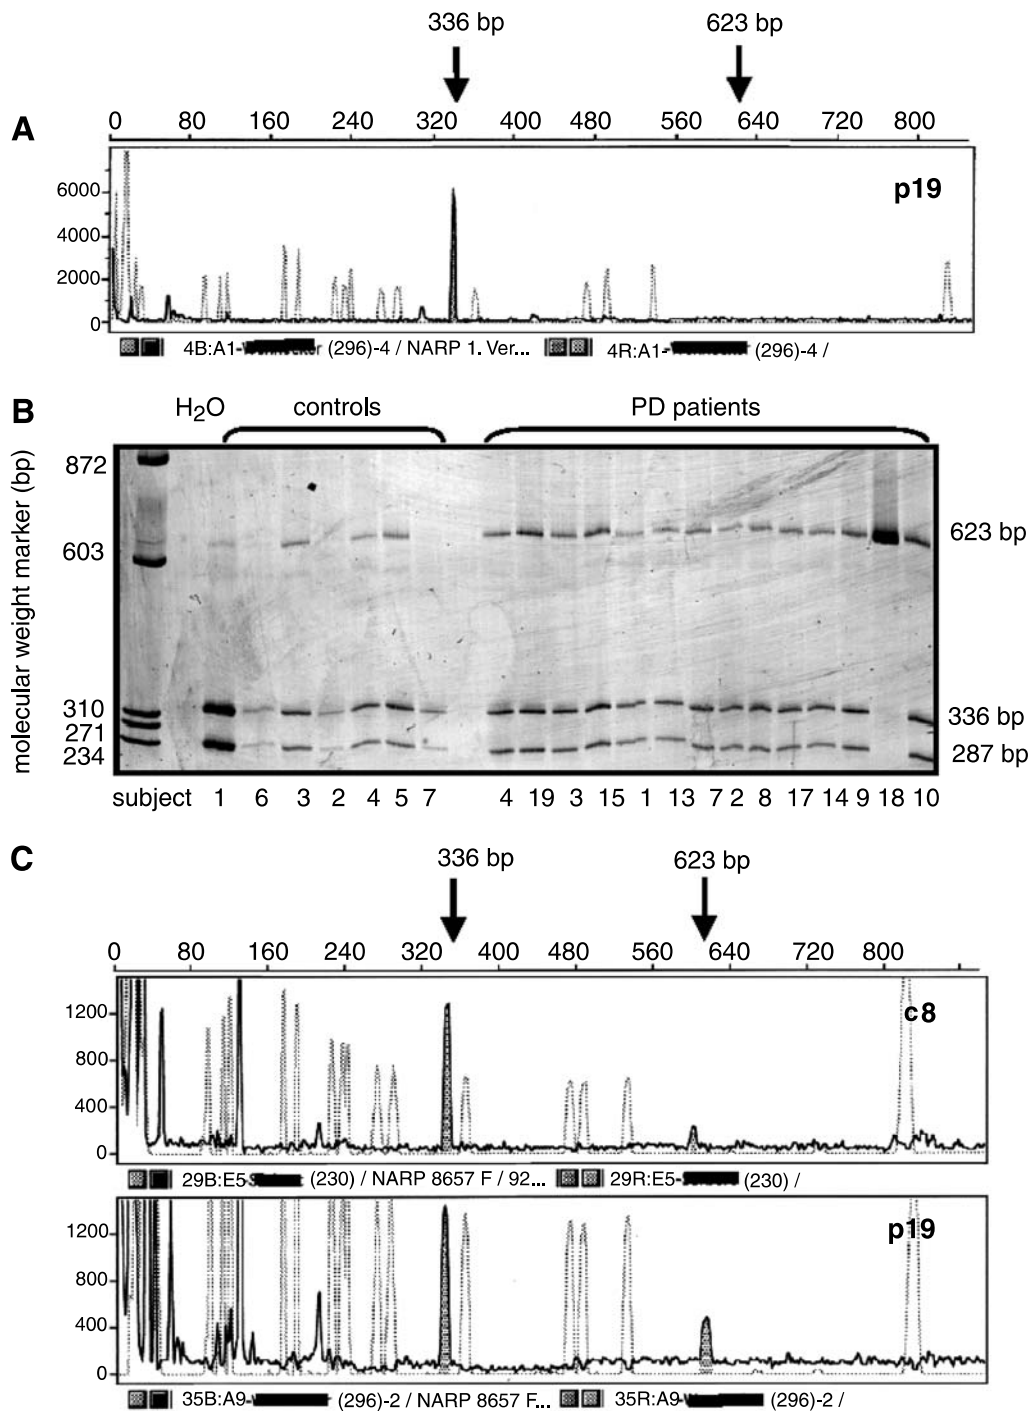 336 bp 623 bp
A
0 80 160 240 320 400 480 560 640 720 800
p19
6000
4000
2000
0
4B:A1- (296)-4 / NARP 1. Ver... 4R:A1- (296)-4 /
B
H2O controls PD patients
molecular weight marker (bp)
872
603
310
271
234
623 bp
336 bp
287 bp
subject 1 6 3 2 4 5 7 4 19 3 15 1 13 7 2 8 17 14 9 18 10
C
336 bp 623 bp
0 80 160 240 320 400 480 560 640 720 800
c8
1200
800
400
0
29B:E5- (230) / NARP 8657 F / 92... 29R:E5- (230) /
p19
1200
800
400
0
35B:A9- (296)-2 / NARP 8657 F... 35R:A9- (296)-2 /